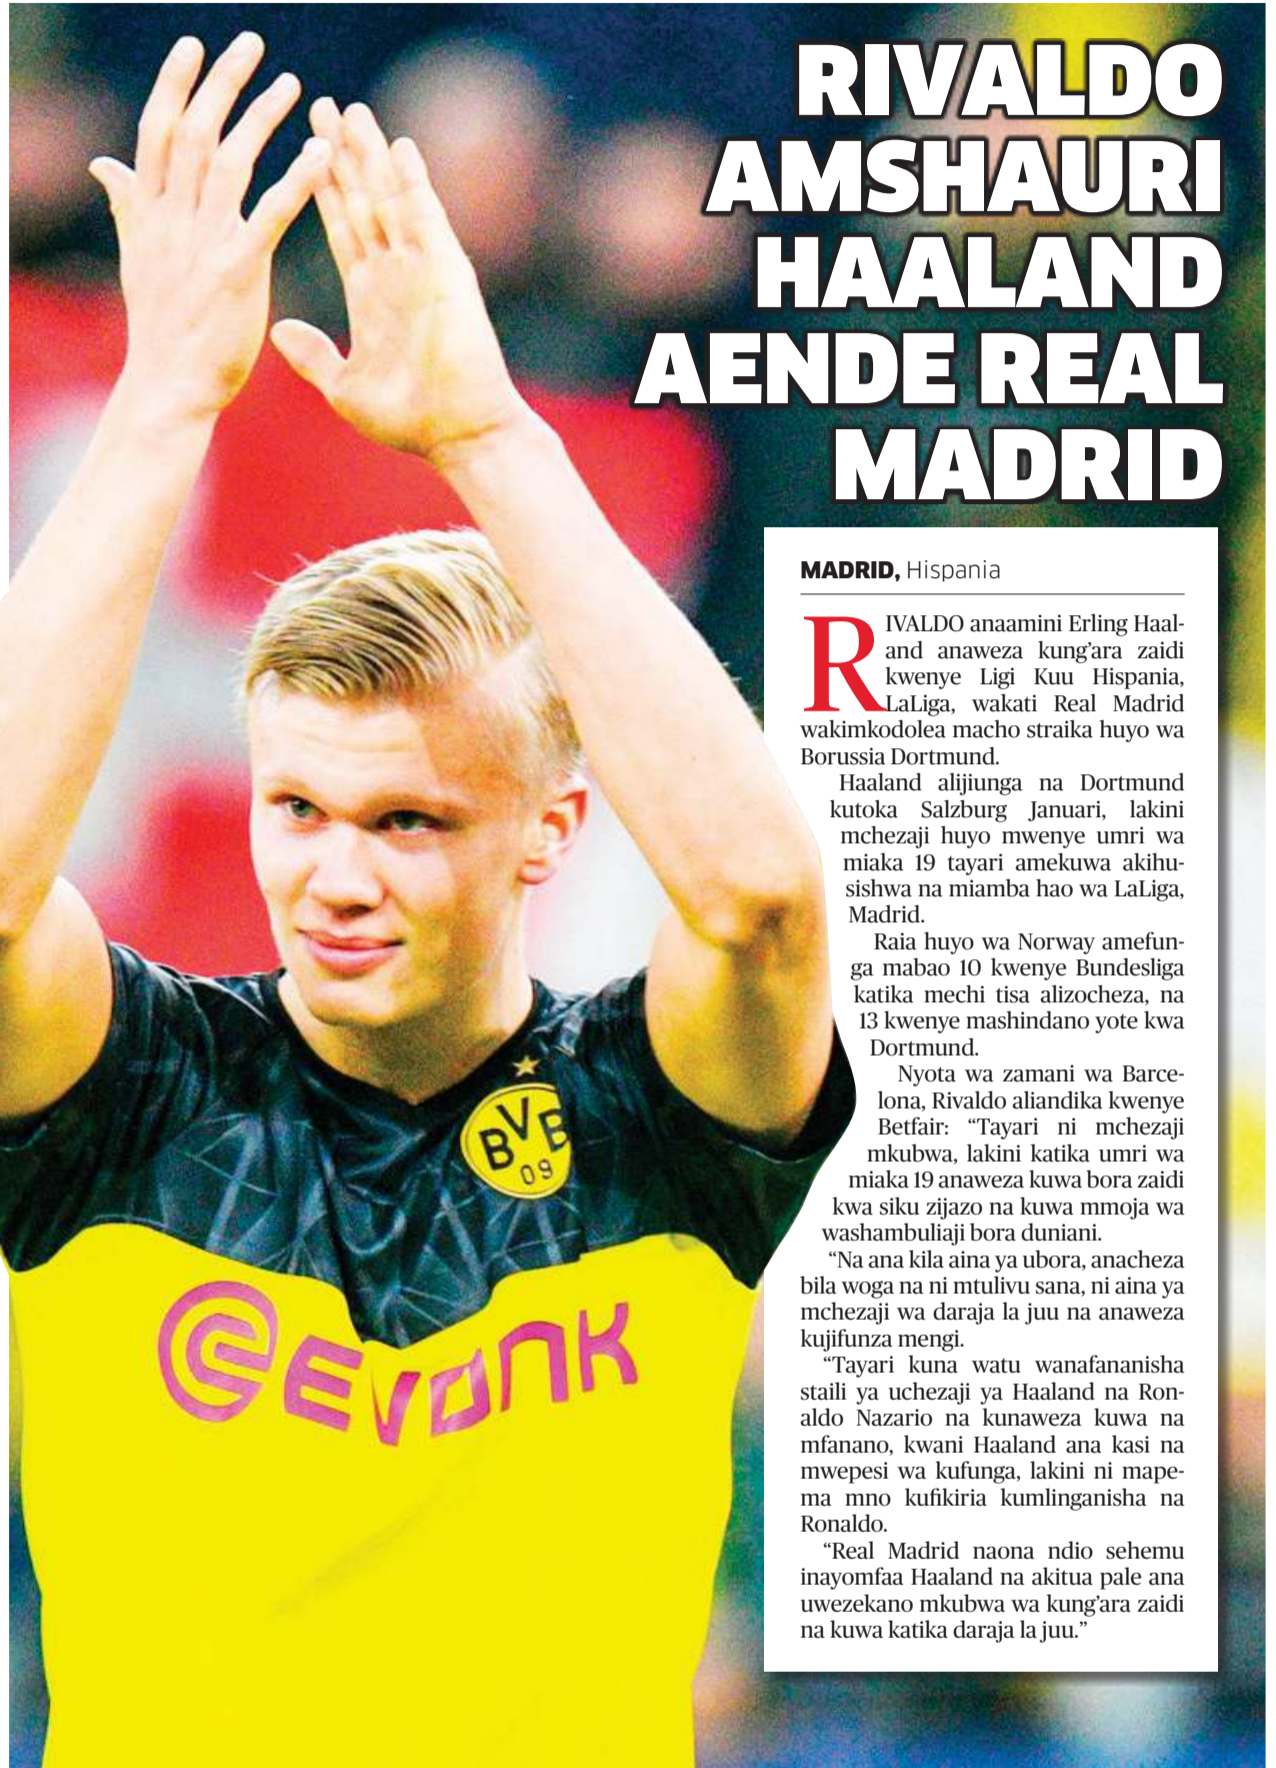 RIVALDO
AMSHAURI
HAALAND
AENDE REAL
MADRID
MADRID, Hispania
RIVALDO anaamini Erling Haal-
and anaweza kung'ara zaidi
kwenye Ligi Kuu Hispania,
LaLiga, wakati Real Madrid
wakimkodolea macho straika huyo wa
Borussia Dortmund.
Haaland alijiunga na Dortmund
kutoka Salzburg Januari, lakini
mchezaji huyo mwenye umri wa
miaka 19 tayari amekuwa akihu-
sishwa na miamba hao wa LaLiga,
Madrid.
Raia huyo wa Norway amefun-
ga mabao 10 kwenye Bundesliga
katika mechi tisa alizocheza, na
13 kwenye mashindano yote kwa
Dortmund.
Nyota wa zamani wa Barce-
lona, Rivaldo aliandika kwenye
Betfair: “Tayari ni mchezaji
mkubwa, lakini katika umri wa
miaka 19 anaweza kuwa bora zaidi
kwa siku zijazo na kuwa mmoja wa
washambuliaji bora duniani.
“Na ana kila aina ya ubora, anacheza
bila woga na ni mtulivu sana, ni aina ya
mchezaji wa daraja la juu na anaweza
kujifunza mengi.
“Tayari kuna watu wanafananisha
staili ya uchezaji ya Haaland na Ron-
aldo Nazario na kunaweza kuwa na
mfanano, kwani Haaland ana kasi na
mwepesi wa kufunga, lakini ni mape-
ma mno kufikiria kumlinganisha na
Ronaldo.
“Real Madrid naona ndio sehemu
inayomfaa Haaland na akitua pale ana
uwezekano mkubwa wa kung'ara zaidi
na kuwa katika daraja la juu.”
BVB
09
EVONIK